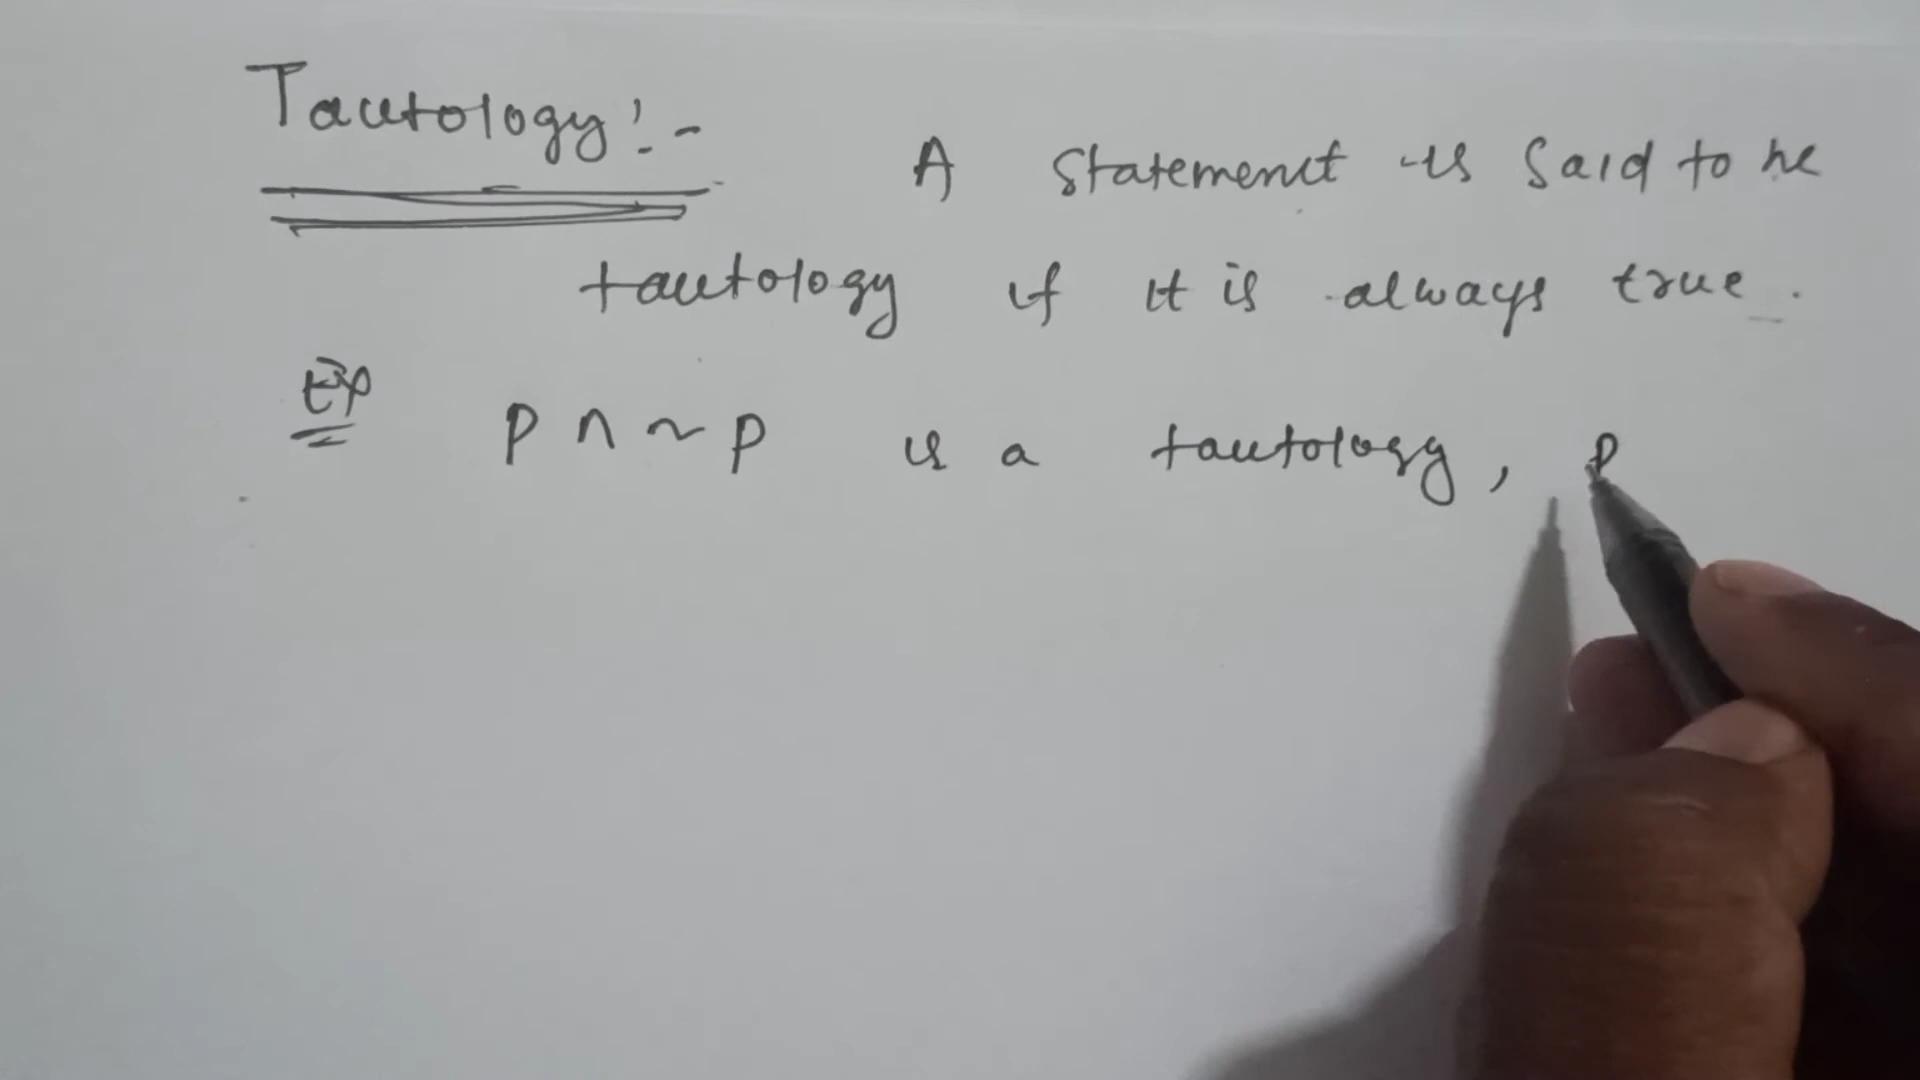 Tautology :- A statement is said to be
tautology if it is always true.
Ex p ∧ ~ p is a tautology, p